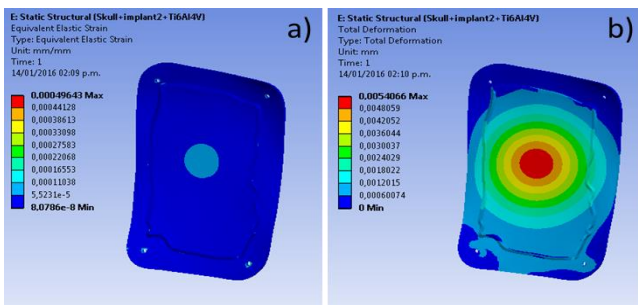 E: Static Structural (Skull+implant2+Ti6Al4V)
Equivalent Elastic Strain
Type: Equivalent Elastic Strain
Unit: mm/mm
Time: 1
14/01/2016 02:09 p.m.
a)
0,00049643 Max
0,00044128
0,00038613
0,00033098
0,00027583
0,00022068
0,00016553
0,00011038
5,5231e-5
8,0786e-8 Min
E: Static Structural (Skull+implant2+Ti6Al4V)
Total Deformation
Type: Total Deformation
Unit: mm
Time: 1
14/01/2016 02:10 p.m.
b)
0,0054066 Max
0,0048059
0,0042052
0,0036044
0,0030037
0,0024029
0,0018022
0,0012015
0,00060074
0 Min